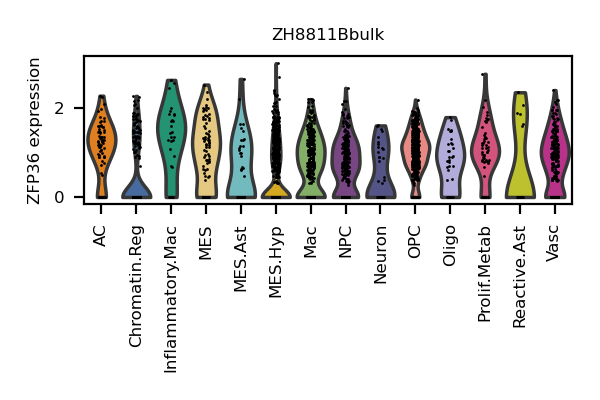 ZH8811Bbulk
ZFP36 expression
2
0
AC
Chromatin.Reg
Inflammatory.Mac
MES
MES.Ast
MES.Hyp
Mac
NPC
Neuron
OPC
Oligo
Prolif.Metab
Reactive.Ast
Vasc